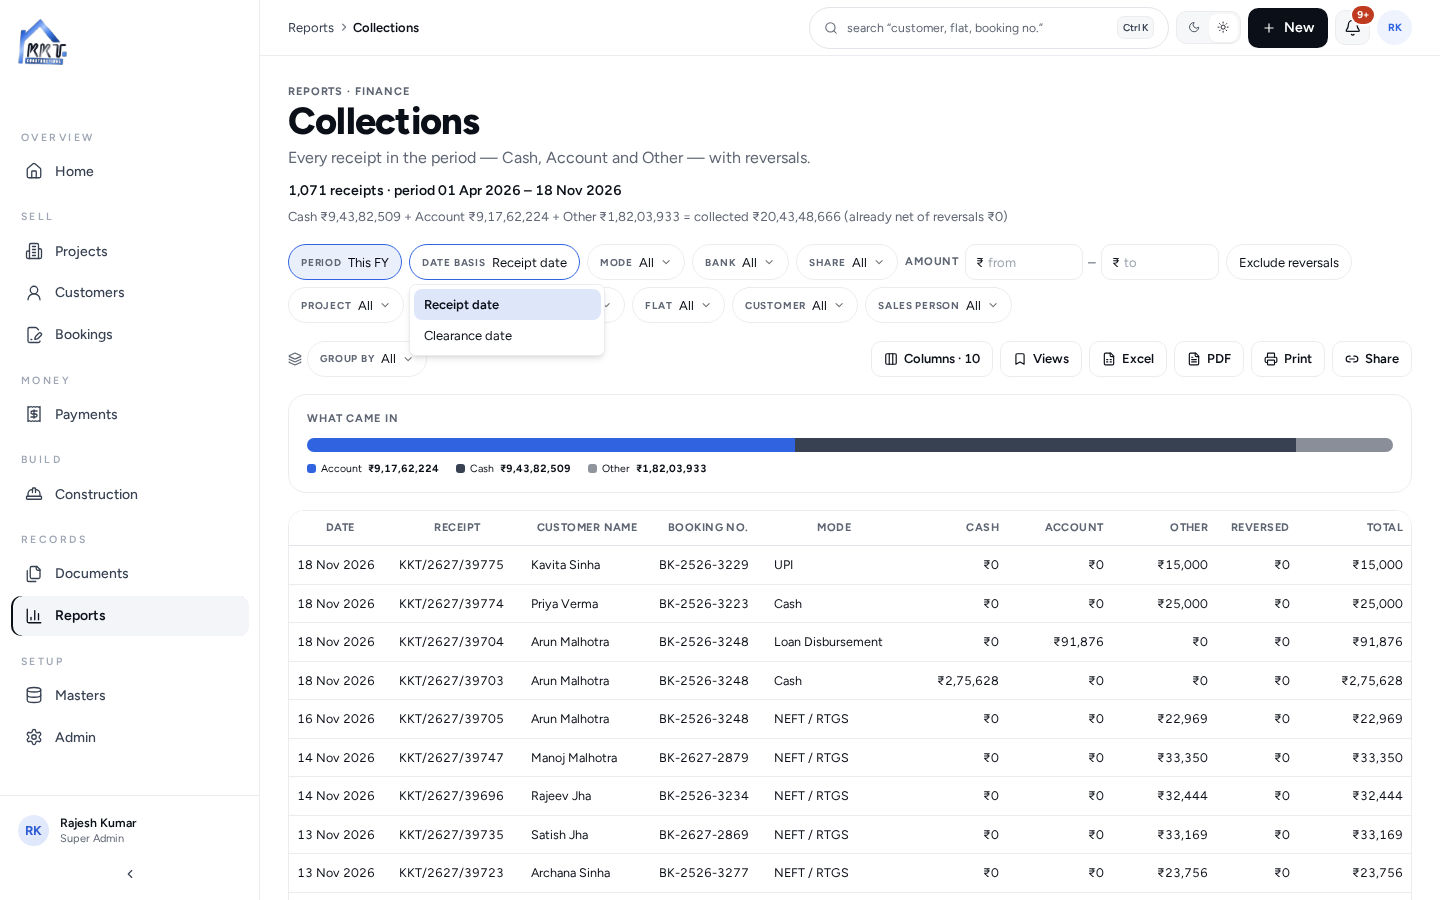 KKT
CONSTRUCTIONS
Reports > Collections
search “customer, flat, booking no.”
Ctrl K
+ New
9+
RK
OVERVIEW
Home
SELL
Projects
Customers
Bookings
MONEY
Payments
BUILD
Construction
RECORDS
Documents
Reports
SETUP
Masters
Admin
RK
Rajesh Kumar
Super Admin
REPORTS · FINANCE
Collections
Every receipt in the period — Cash, Account and Other — with reversals.
1,071 receipts · period 01 Apr 2026 – 18 Nov 2026
Cash ₹9,43,82,509 + Account ₹9,17,62,224 + Other ₹1,82,03,933 = collected ₹20,43,48,666 (already net of reversals ₹0)
PERIOD This FY
DATE BASIS Receipt date
MODE All
BANK All
SHARE All
AMOUNT ₹ from – ₹ to
Exclude reversals
PROJECT All
FLAT All
CUSTOMER All
SALES PERSON All
Receipt date
Clearance date
GROUP BY All
Columns · 10
Views
Excel
PDF
Print
Share
WHAT CAME IN
Account ₹9,17,62,224 Cash ₹9,43,82,509 Other ₹1,82,03,933
DATE RECEIPT CUSTOMER NAME BOOKING NO. MODE CASH ACCOUNT OTHER REVERSED TOTAL
18 Nov 2026 KKT/2627/39775 Kavita Sinha BK-2526-3229 UPI ₹0 ₹0 ₹15,000 ₹0 ₹15,000
18 Nov 2026 KKT/2627/39774 Priya Verma BK-2526-3223 Cash ₹0 ₹0 ₹25,000 ₹0 ₹25,000
18 Nov 2026 KKT/2627/39704 Arun Malhotra BK-2526-3248 Loan Disbursement ₹0 ₹91,876 ₹0 ₹0 ₹91,876
18 Nov 2026 KKT/2627/39703 Arun Malhotra BK-2526-3248 Cash ₹2,75,628 ₹0 ₹0 ₹0 ₹2,75,628
16 Nov 2026 KKT/2627/39705 Arun Malhotra BK-2526-3248 NEFT / RTGS ₹0 ₹0 ₹22,969 ₹0 ₹22,969
14 Nov 2026 KKT/2627/39747 Manoj Malhotra BK-2627-2879 NEFT / RTGS ₹0 ₹0 ₹33,350 ₹0 ₹33,350
14 Nov 2026 KKT/2627/39696 Rajeev Jha BK-2526-3234 NEFT / RTGS ₹0 ₹0 ₹32,444 ₹0 ₹32,444
13 Nov 2026 KKT/2627/39735 Satish Jha BK-2627-2869 NEFT / RTGS ₹0 ₹0 ₹33,169 ₹0 ₹33,169
13 Nov 2026 KKT/2627/39723 Archana Sinha BK-2526-3277 NEFT / RTGS ₹0 ₹0 ₹23,756 ₹0 ₹23,756